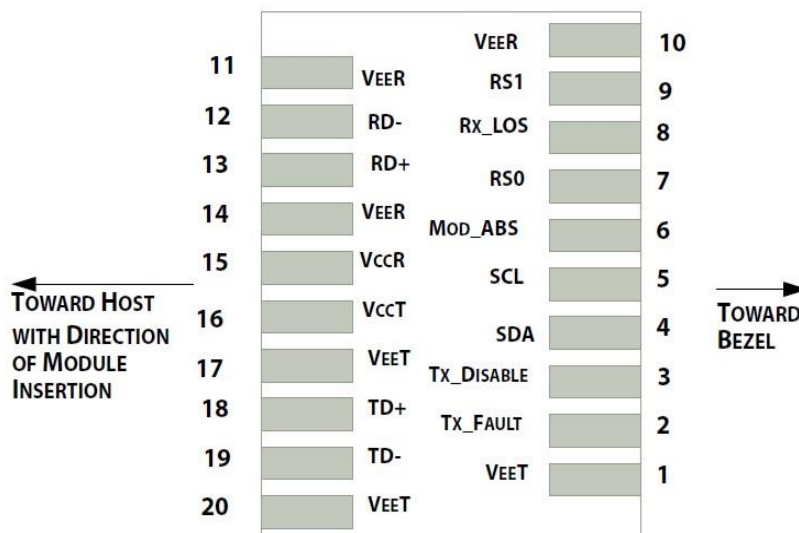 VEER 10
11 VEER
RS1 9
12 RD-
RX_LOS 8
13 RD+
RS0 7
14 VEER
MOD_ABS 6
15 VCCR
SCL 5
TOWARD HOST
WITH DIRECTION
OF MODULE
INSERTION
TOWARD
BEZEL
16 VCCT
SDA 4
17 VEET
TX_DISABLE 3
18 TD+
TX_FAULT 2
19 TD-
VEET 1
20 VEET